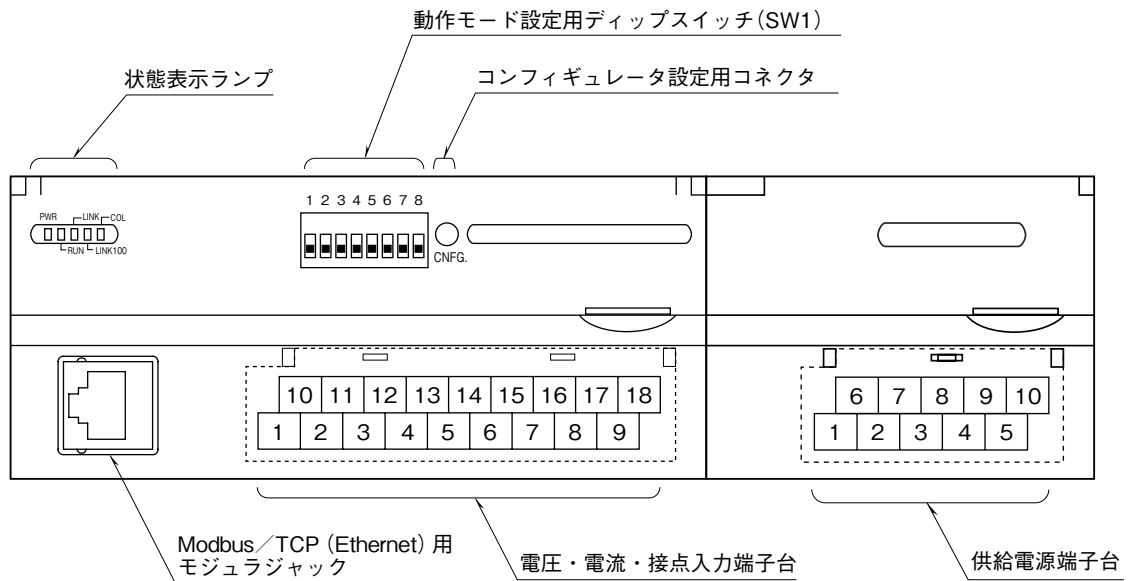 動作モード設定用ディップスイッチ(SW1)
状態表示ランプ
コンフィギュレータ設定用コネクタ
1 2 3 4 5 6 7 8
PWR LINK COL
RUN LINK100
CNFG.
10 11 12 13 14 15 16 17 18
1 2 3 4 5 6 7 8 9
6 7 8 9 10
1 2 3 4 5
Modbus／TCP (Ethernet) 用
モジュラジャック
電圧・電流・接点入力端子台
供給電源端子台